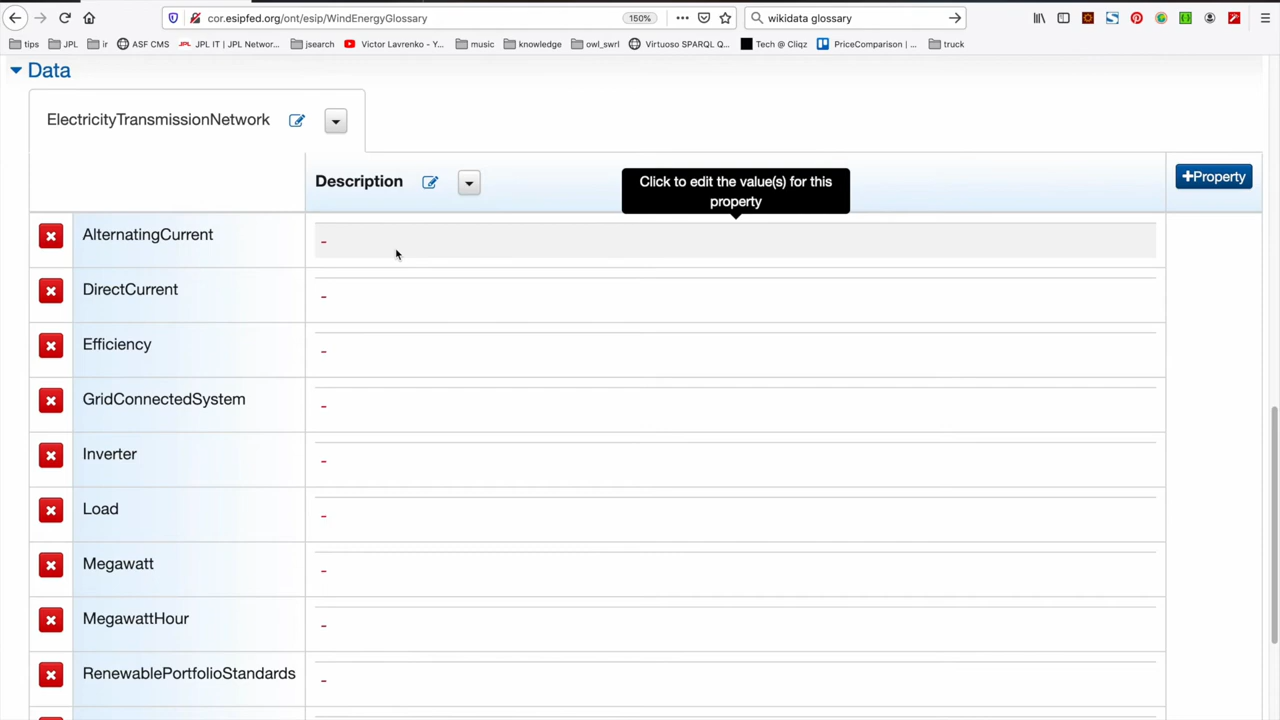 cor.esipfed.org/ont/esip/WindEnergyGlossary
150%
wikidata glossary
tips
JPL
ir
ASF CMS
JPL IT | JPL Networ...
jsearch
Victor Lavrenko - Y...
music
knowledge
owl_swrl
Virtuoso SPARQL Q...
Tech @ Cliqz
PriceComparison | ...
truck
Data
ElectricityTransmissionNetwork
Description
Click to edit the value(s) for this
property
+Property
AlternatingCurrent
-
DirectCurrent
-
Efficiency
-
GridConnectedSystem
-
Inverter
-
Load
-
Megawatt
-
MegawattHour
-
RenewablePortfolioStandards
-